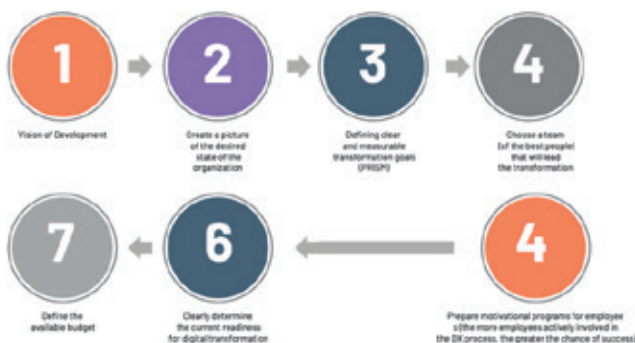 1
2
3
4
Vision of Development
Create a picture
of the desired
state of the
organization
Defining clear
and measurable
transformation goals
(PRISM)
Choose a team
(of the best people)
that will lead
the transformation
7
6
4
Define the
available budget
Clearly determine
the current readiness
for digital transformation
Prepare motivational programs for employee
s (the more employees actively involved in
the DX process, the greater the chance of success)